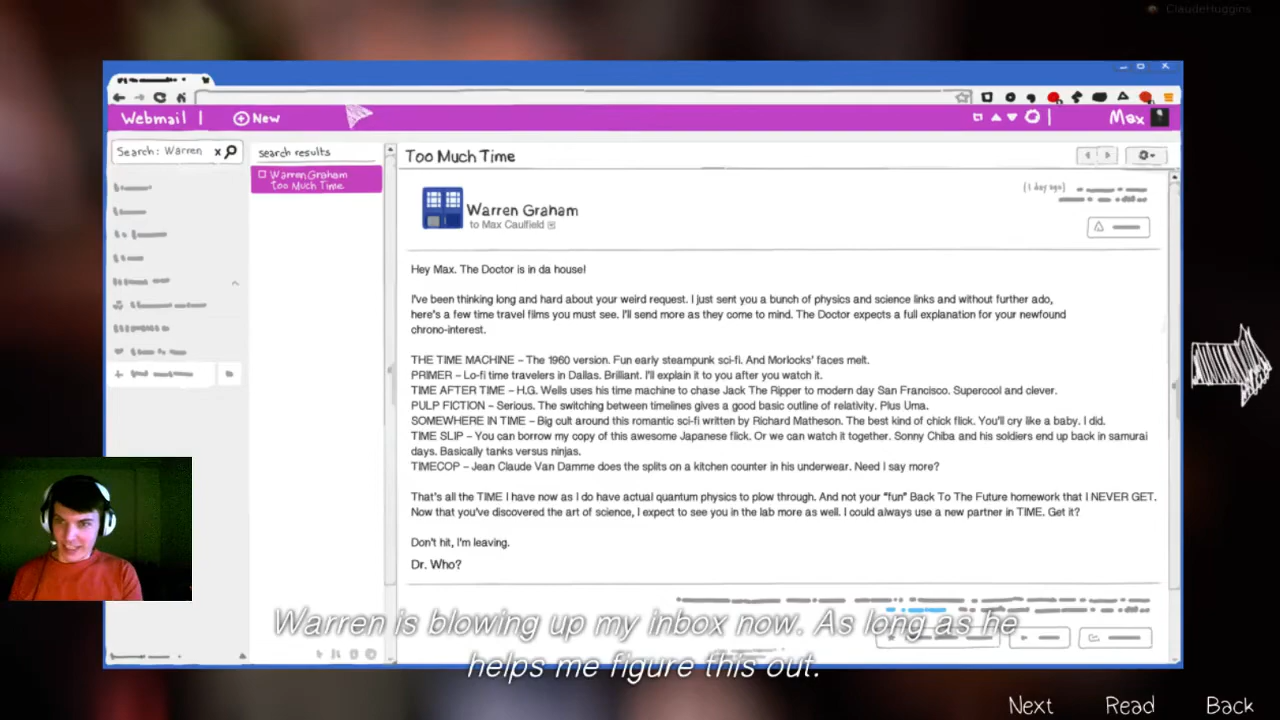 ClaudeHuggins
Webmail |
New
Max
Search: Warren x
search results
Warren Graham
Too Much Time
Too Much Time
(1 day ago)
Warren Graham
to Max Caulfield
Hey Max. The Doctor is in da house!
I've been thinking long and hard about your weird request. I just sent you a bunch of physics and science links and without further ado,
here's a few time travel films you must see. I'll send more as they come to mind. The Doctor expects a full explanation for your newfound
chrono-interest.
THE TIME MACHINE – The 1960 version. Fun early steampunk sci-fi. And Morlocks' faces melt.
PRIMER – Lo-fi time travelers in Dallas. Brilliant. I'll explain it to you after you watch it.
TIME AFTER TIME – H.G. Wells uses his time machine to chase Jack The Ripper to modern day San Francisco. Supercool and clever.
PULP FICTION – Serious. The switching between timelines gives a good basic outline of relativity. Plus Uma.
SOMEWHERE IN TIME – Big cult around this romantic sci-fi written by Richard Matheson. The best kind of chick flick. You'll cry like a baby. I did.
TIME SLIP – You can borrow my copy of this awesome Japanese flick. Or we can watch it together. Sonny Chiba and his soldiers end up back in samurai
days. Basically tanks versus ninjas.
TIMECOP – Jean Claude Van Damme does the splits on a kitchen counter in his underwear. Need I say more?
That's all the TIME I have now as I do have actual quantum physics to plow through. And not your "fun" Back To The Future homework that I NEVER GET.
Now that you've discovered the art of science, I expect to see you in the lab more as well. I could always use a new partner in TIME. Get it?
Don't hit, I'm leaving.
Dr. Who?
Warren is blowing up my inbox now. As long as he
helps me figure this out.
Next
Read
Back